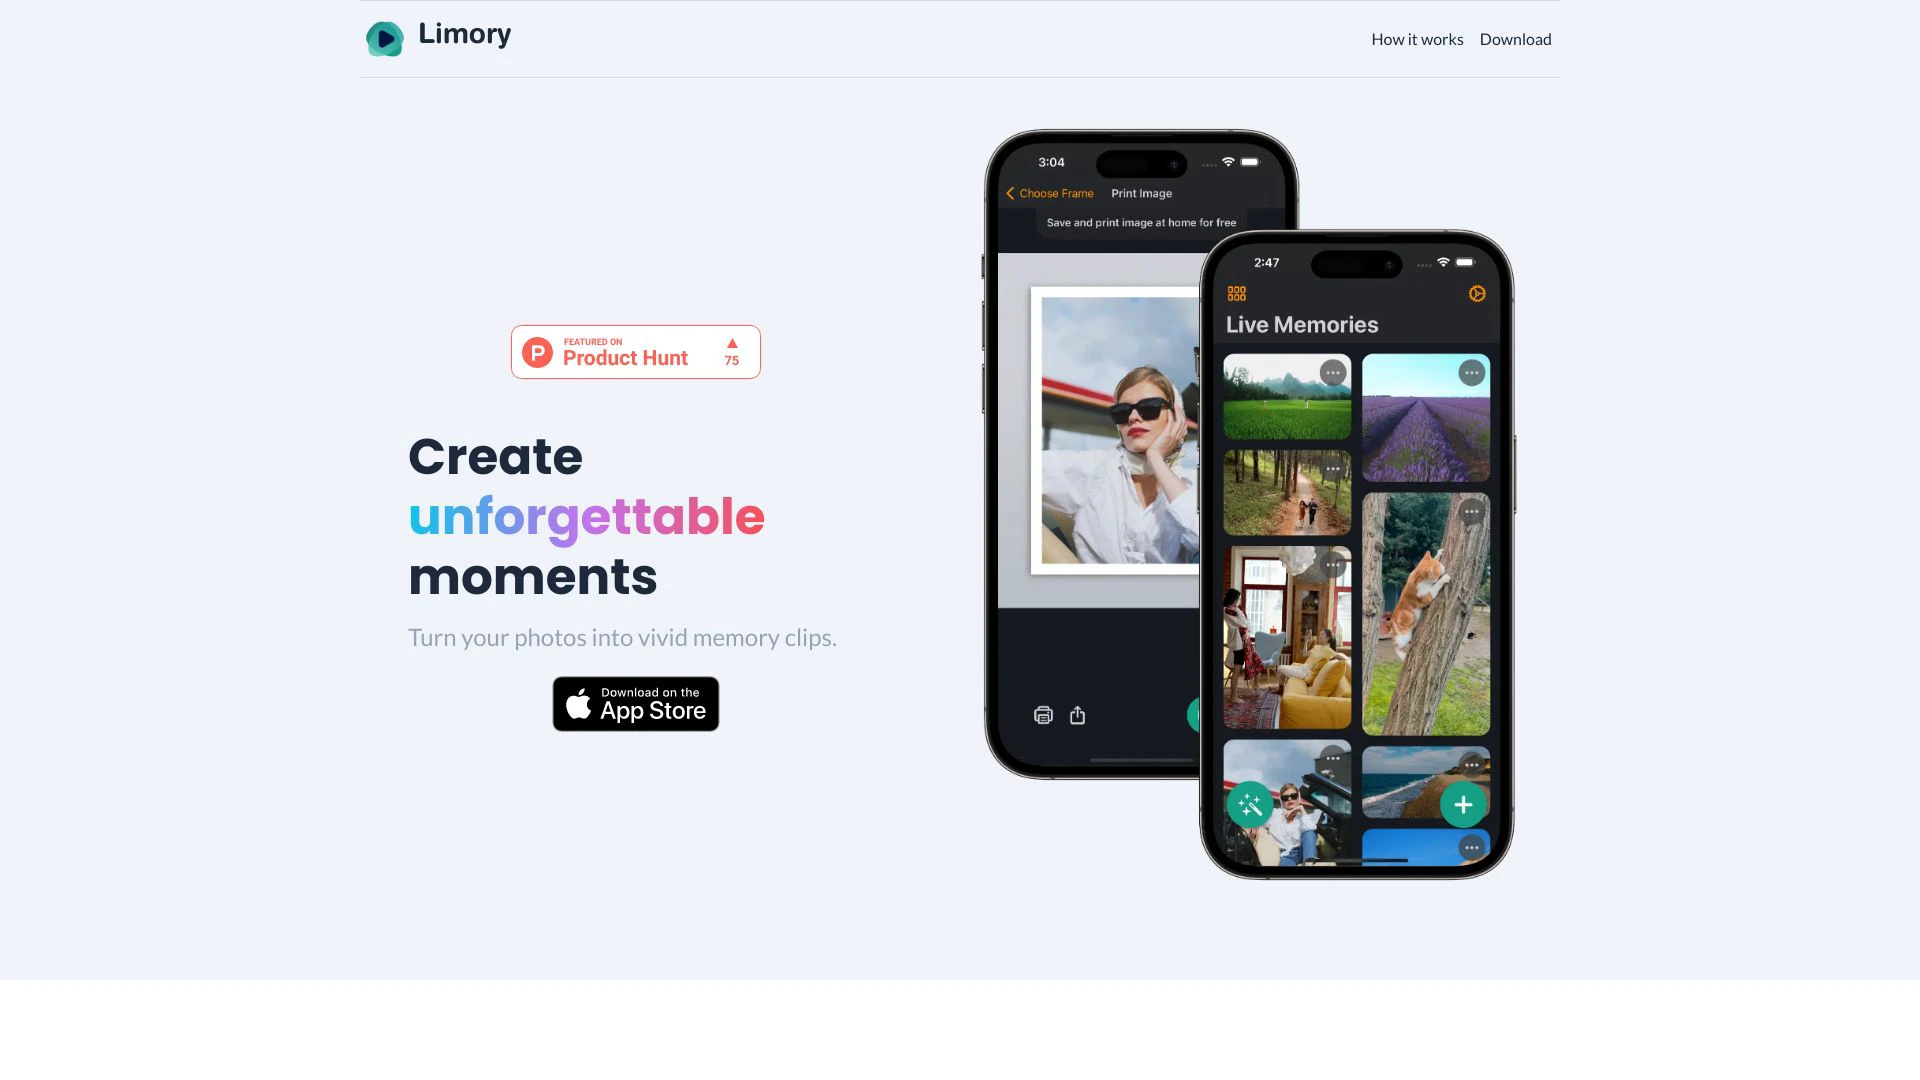 Limory
How it works
Download
3:04
Choose Frame
Print Image
Save and print image at home for free
2:47
Live Memories
FEATURED ON
Product Hunt
75
Create
unforgettable
moments
Turn your photos into vivid memory clips.
Download on the
App Store